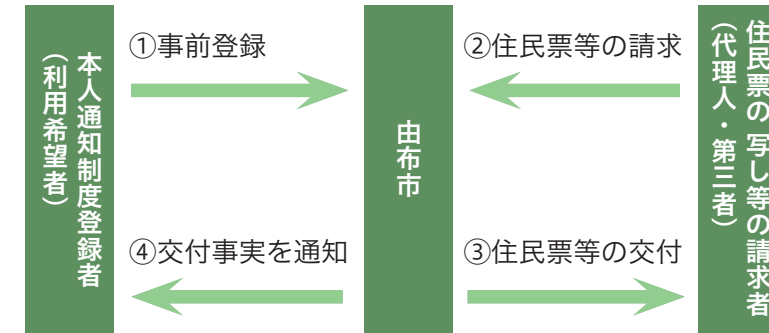 本人通知制度登録者
（利用希望者）
①事前登録
④交付事実を通知
由布市
②住民票等の請求
③住民票等の交付
住民票の写し等の請求者
（代理人・第三者）